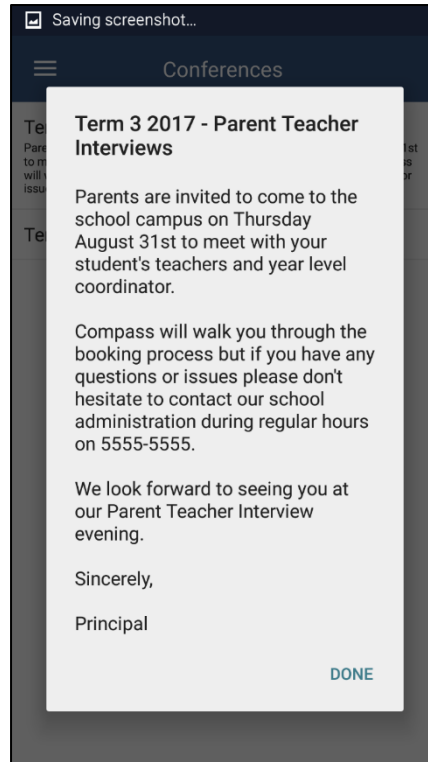 Saving screenshot...
Conferences
Term 3 2017 - Parent Teacher
Interviews
Parents are invited to come to the
school campus on Thursday
August 31st to meet with your
student's teachers and year level
coordinator.
Compass will walk you through the
booking process but if you have any
questions or issues please don't
hesitate to contact our school
administration during regular hours
on 5555-5555.
We look forward to seeing you at
our Parent Teacher Interview
evening.
Sincerely,
Principal
DONE